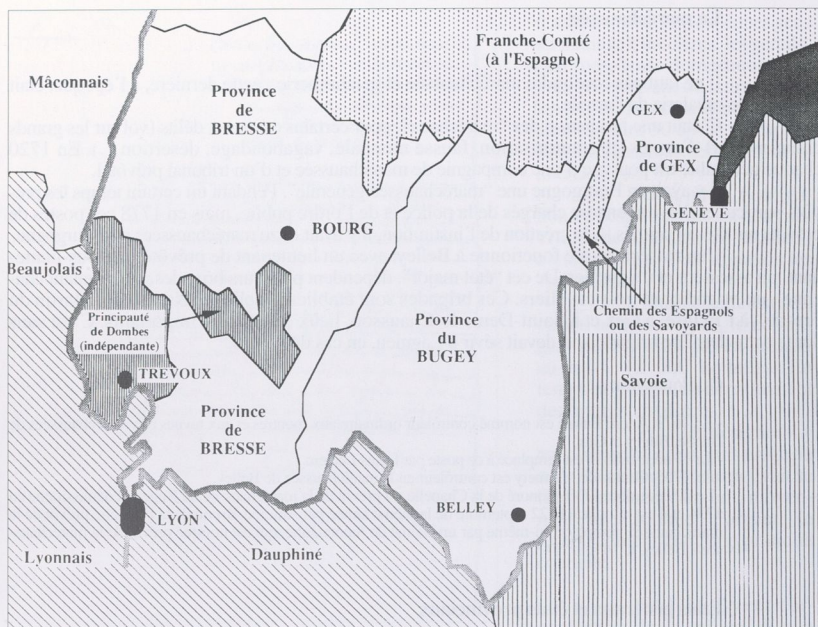 Mâconnais
Province
de
BRESSE
Franche-Comté
(à l'Espagne)
GEX
Province
de GEX
GENEVE
BOURG
Beaujolais
Principauté
de Dombes
(indépendante)
Province
du
BUGEY
Chemin des Espagnols
ou des Savoyards
TREVOUX
Savoie
Province
de
BRESSE
LYON
BELLEY
Lyonnais
Dauphiné